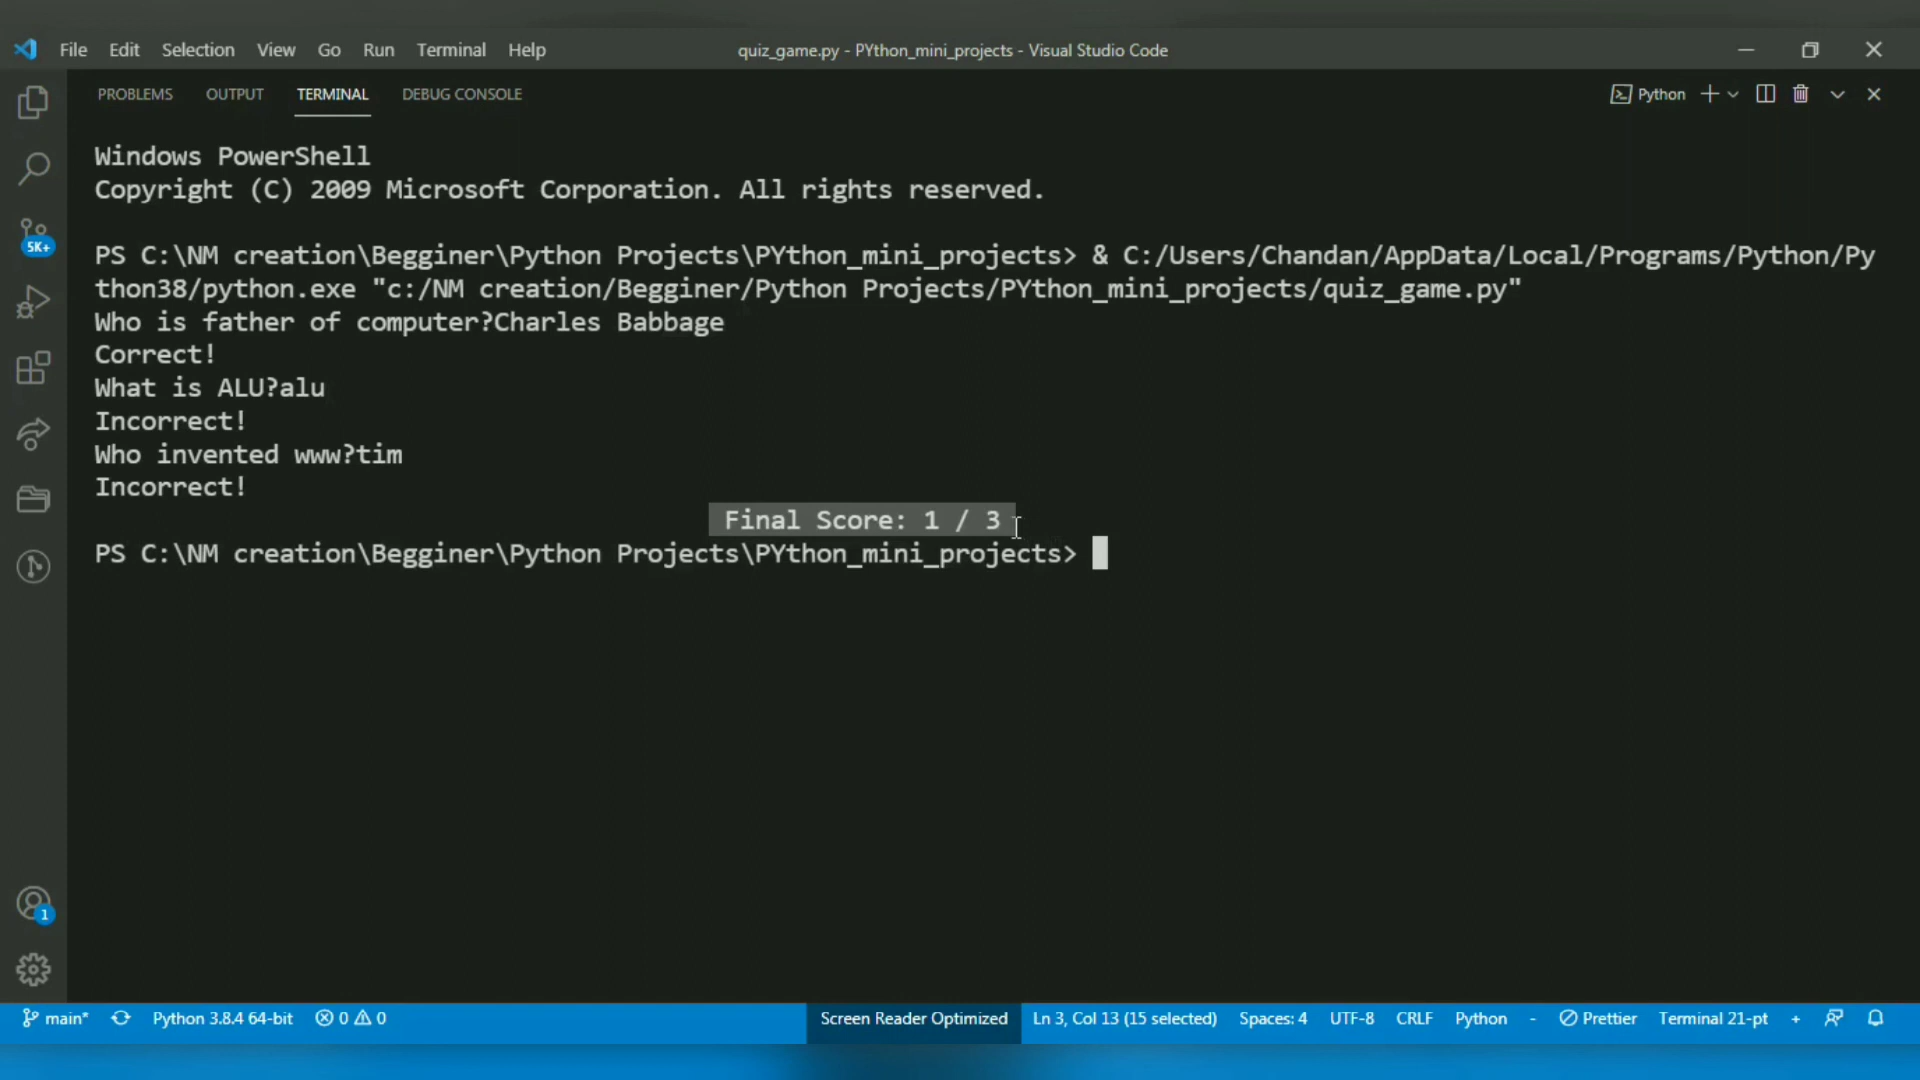 File Edit Selection View Go Run Terminal Help quiz_game.py - PYthon_mini_projects - Visual Studio Code
PROBLEMS OUTPUT TERMINAL DEBUG CONSOLE Python
Windows PowerShell
Copyright (C) 2009 Microsoft Corporation. All rights reserved.
5K+
PS C:\NM creation\Begginer\Python Projects\PYthon_mini_projects> & C:/Users/Chandan/AppData/Local/Programs/Python/Py
thon38/python.exe "c:/NM creation/Begginer/Python Projects/PYthon_mini_projects/quiz_game.py"
Who is father of computer?Charles Babbage
Correct!
What is ALU?alu
Incorrect!
Who invented www?tim
Incorrect!
Final Score: 1 / 3
PS C:\NM creation\Begginer\Python Projects\PYthon_mini_projects>
1
main* Python 3.8.4 64-bit 0 0 Screen Reader Optimized Ln 3, Col 13 (15 selected) Spaces: 4 UTF-8 CRLF Python - Prettier Terminal 21-pt +